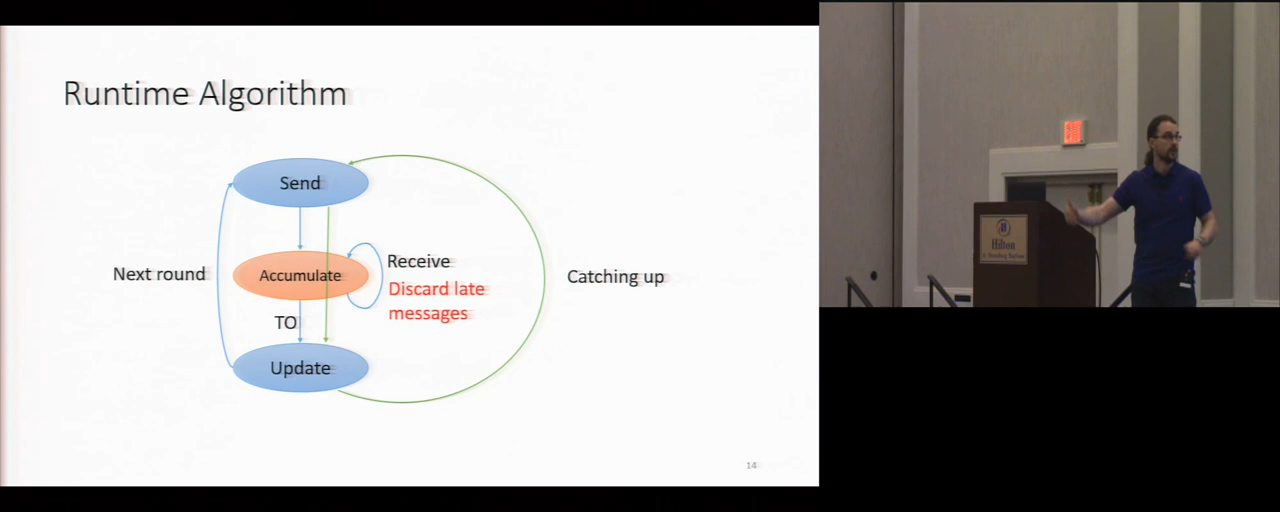 Runtime Algorithm
Send
Accumulate
Receive
Discard late
messages
Next round
Catching up
TO
Update
14
Hilton